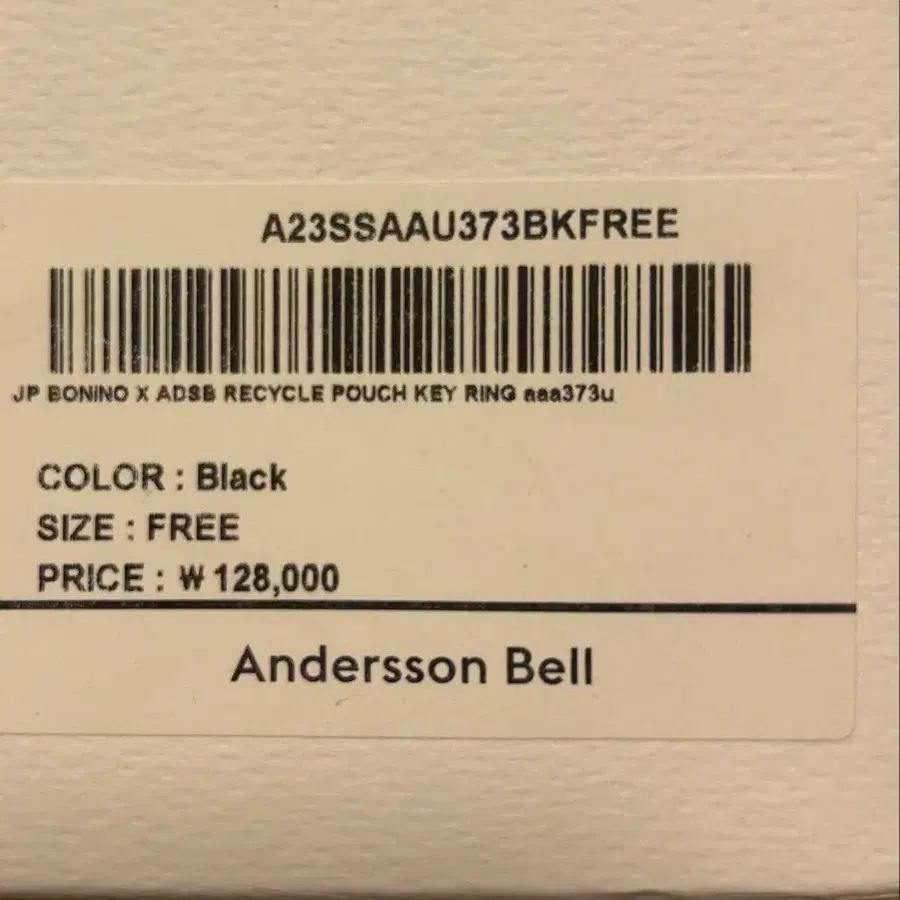 A23SSAAU373BKFREE
JP BONINO X ADSB RECYCLE POUCH KEY RING aaa373u
COLOR : Black
SIZE : FREE
PRICE : ₩ 128,000
Andersson Bell